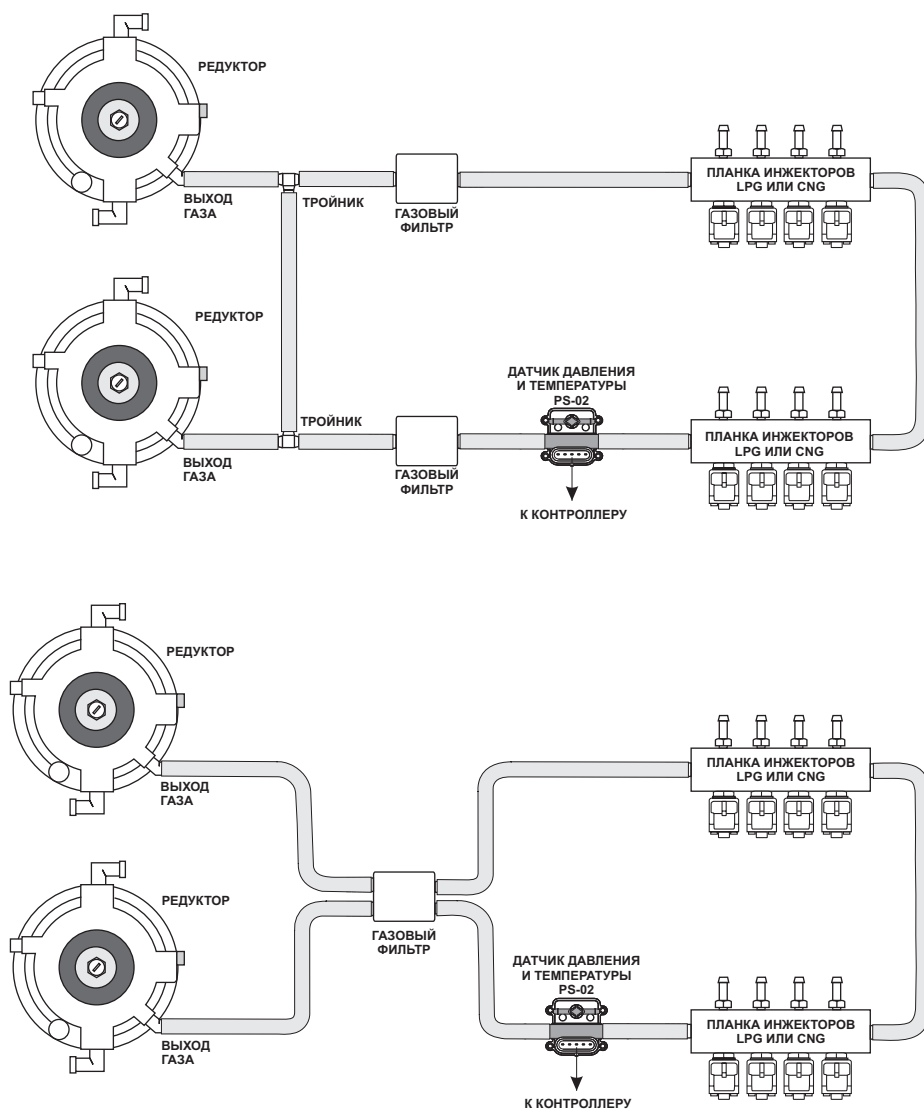 РЕДУКТОР
ПЛАНКА ИНЖЕКТОРОВ
LPG ИЛИ CNG
ВЫХОД
ГАЗА
ТРОЙНИК
ГАЗОВЫЙ
ФИЛЬТР
РЕДУКТОР
ДАТЧИК ДАВЛЕНИЯ
И ТЕМПЕРАТУРЫ
PS-02
ТРОЙНИК
ПЛАНКА ИНЖЕКТОРОВ
LPG ИЛИ CNG
ВЫХОД
ГАЗА
ГАЗОВЫЙ
ФИЛЬТР
К КОНТРОЛЛЕРУ
РЕДУКТОР
ПЛАНКА ИНЖЕКТОРОВ
LPG ИЛИ CNG
ВЫХОД
ГАЗА
РЕДУКТОР
ГАЗОВЫЙ
ФИЛЬТР
ДАТЧИК ДАВЛЕНИЯ
И ТЕМПЕРАТУРЫ
PS-02
ПЛАНКА ИНЖЕКТОРОВ
LPG ИЛИ CNG
ВЫХОД
ГАЗА
К КОНТРОЛЛЕРУ